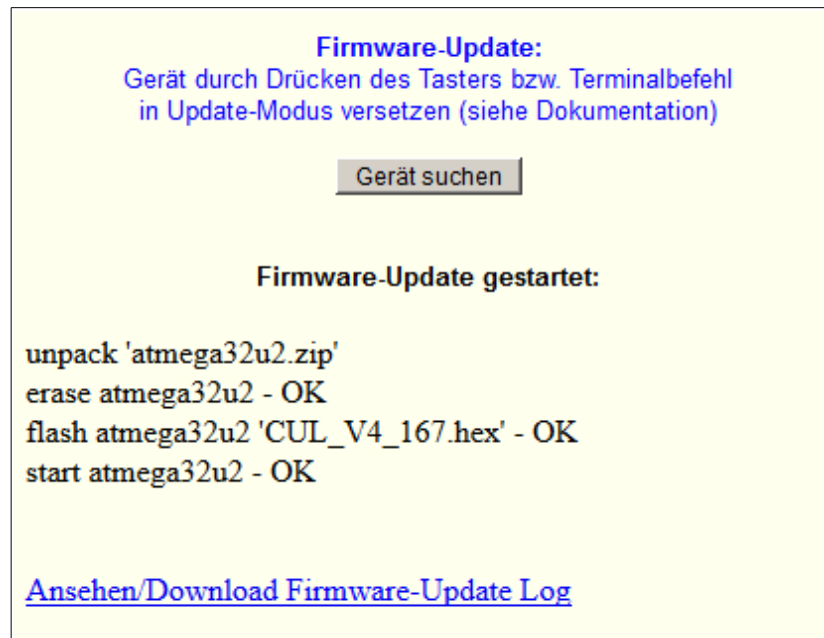 Firmware-Update:
Gerät durch Drücken des Tasters bzw. Terminalbefehl
in Update-Modus versetzen (siehe Dokumentation)
Gerät suchen
Firmware-Update gestartet:
unpack 'atmega32u2.zip'
erase atmega32u2 - OK
flash atmega32u2 'CUL_V4_167.hex' - OK
start atmega32u2 - OK
Ansehen/Download Firmware-Update Log